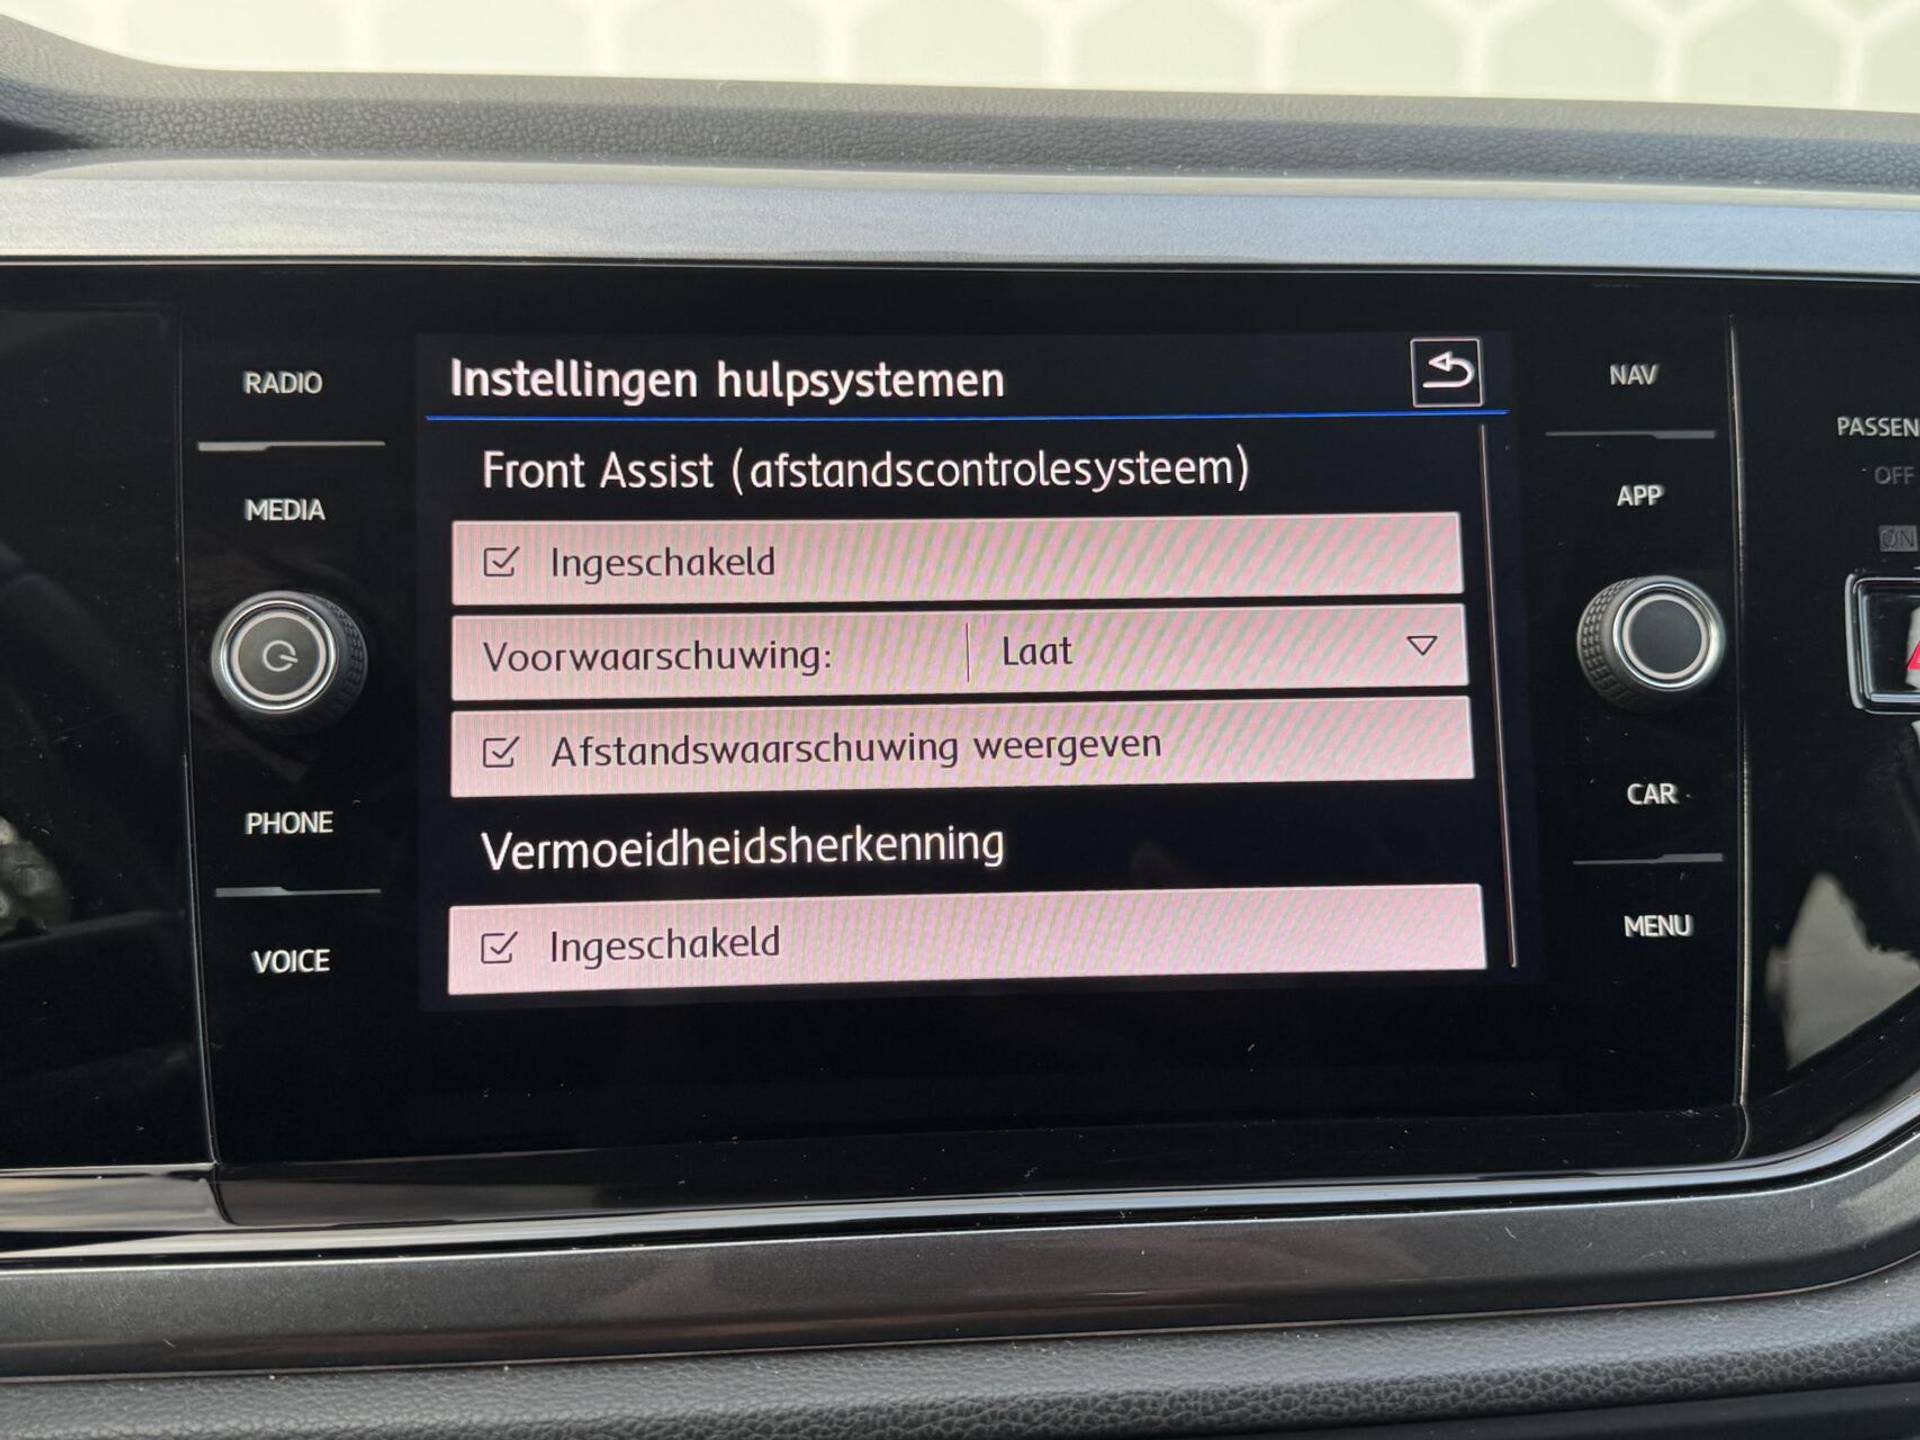 RADIO
MEDIA
PHONE
VOICE
Instellingen hulpsystemen
Front Assist (afstandscontrolesysteem)
Ingeschakeld
Voorwaarschuwing: Laat
Afstandswaarschuwing weergeven
Vermoeidheidsherkenning
Ingeschakeld
NAV
APP
CAR
MENU
PASSEN
OFF
ON